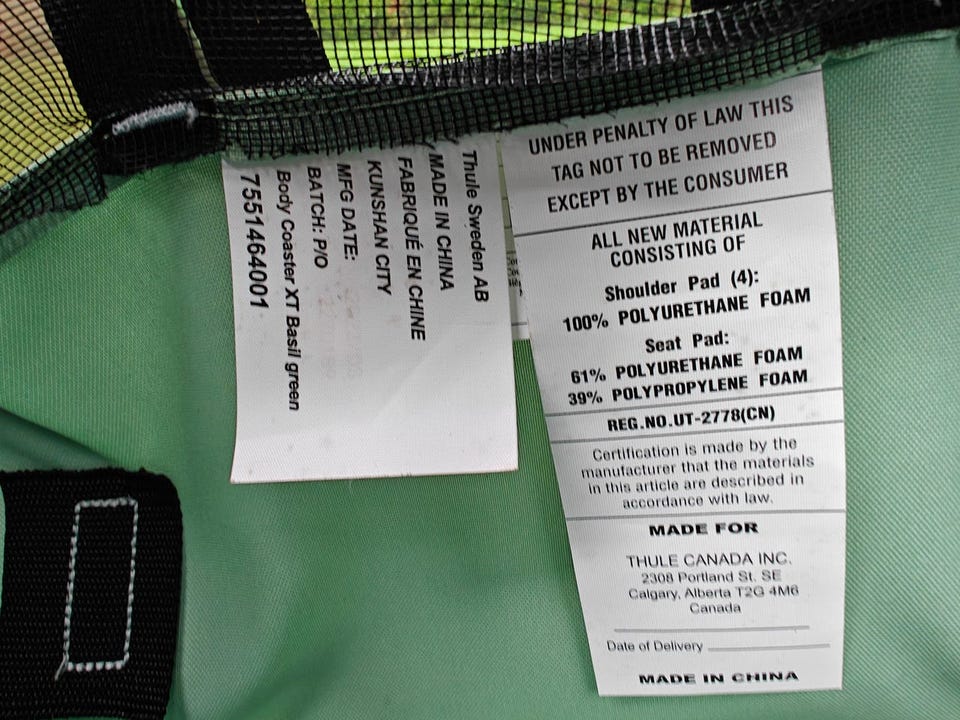 Thule Sweden AB
MADE IN CHINA
FABRIQUÉ EN CHINE
KUNSHAN CITY
MFG DATE:
BATCH: P/O
Body Coaster XT Basil green
7551464001
UNDER PENALTY OF LAW THIS
TAG NOT TO BE REMOVED
EXCEPT BY THE CONSUMER
ALL NEW MATERIAL
CONSISTING OF
Shoulder Pad (4):
100% POLYURETHANE FOAM
Seat Pad:
61% POLYURETHANE FOAM
39% POLYPROPYLENE FOAM
REG.NO.UT-2778(CN)
Certification is made by the
manufacturer that the materials
in this article are described in
accordance with law.
MADE FOR
THULE CANADA INC.
2308 Portland St. SE
Calgary, Alberta T2G 4M6
Canada
Date of Delivery
MADE IN CHINA